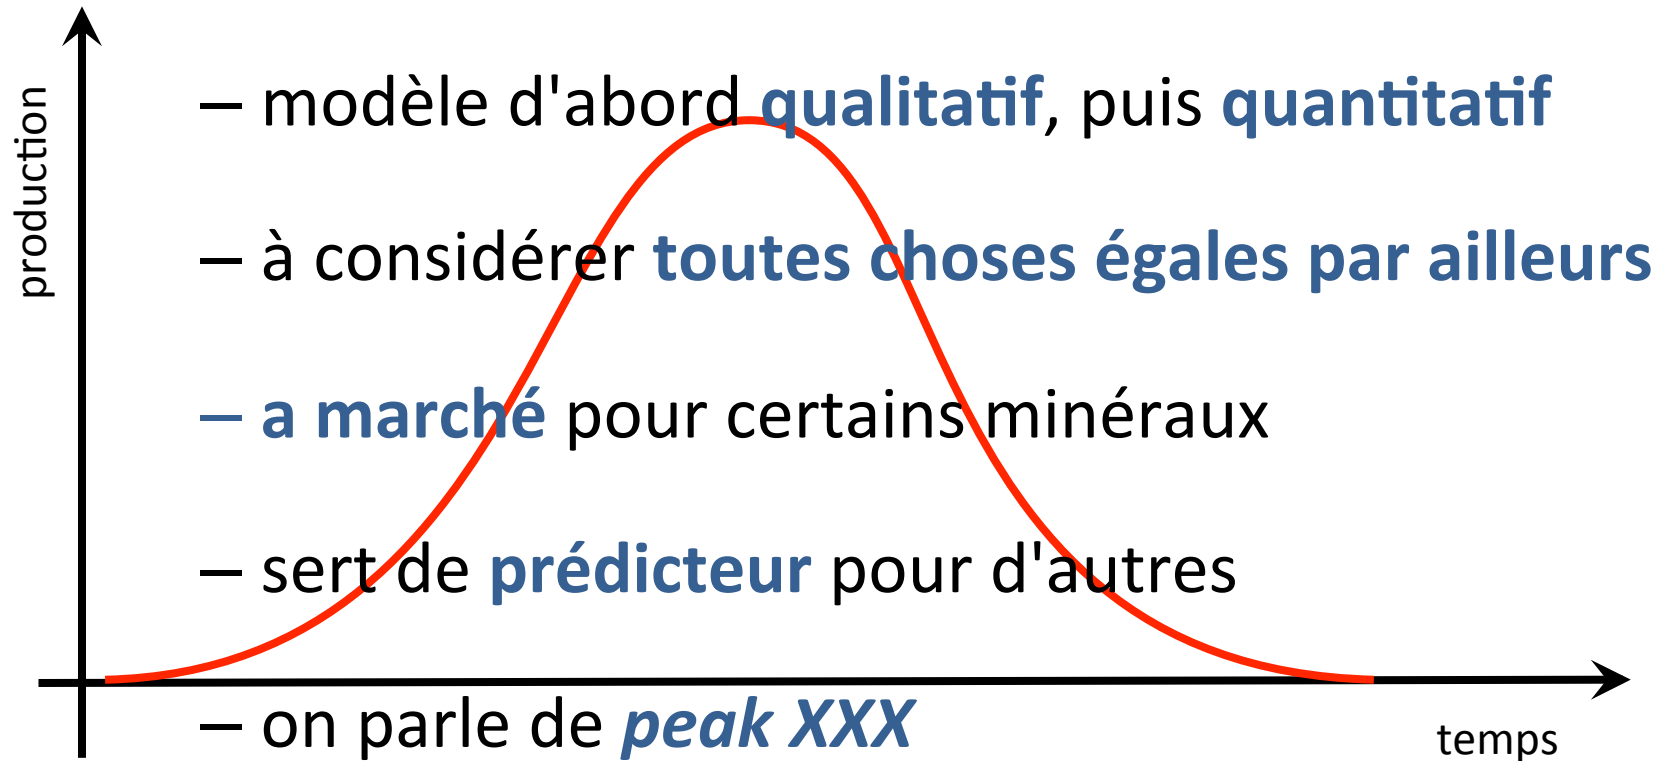 production
– modèle d'abord qualitatif, puis quantitatif
– à considérer toutes choses égales par ailleurs
– a marché pour certains minéraux
– sert de prédicteur pour d'autres
– on parle de peak XXX
temps